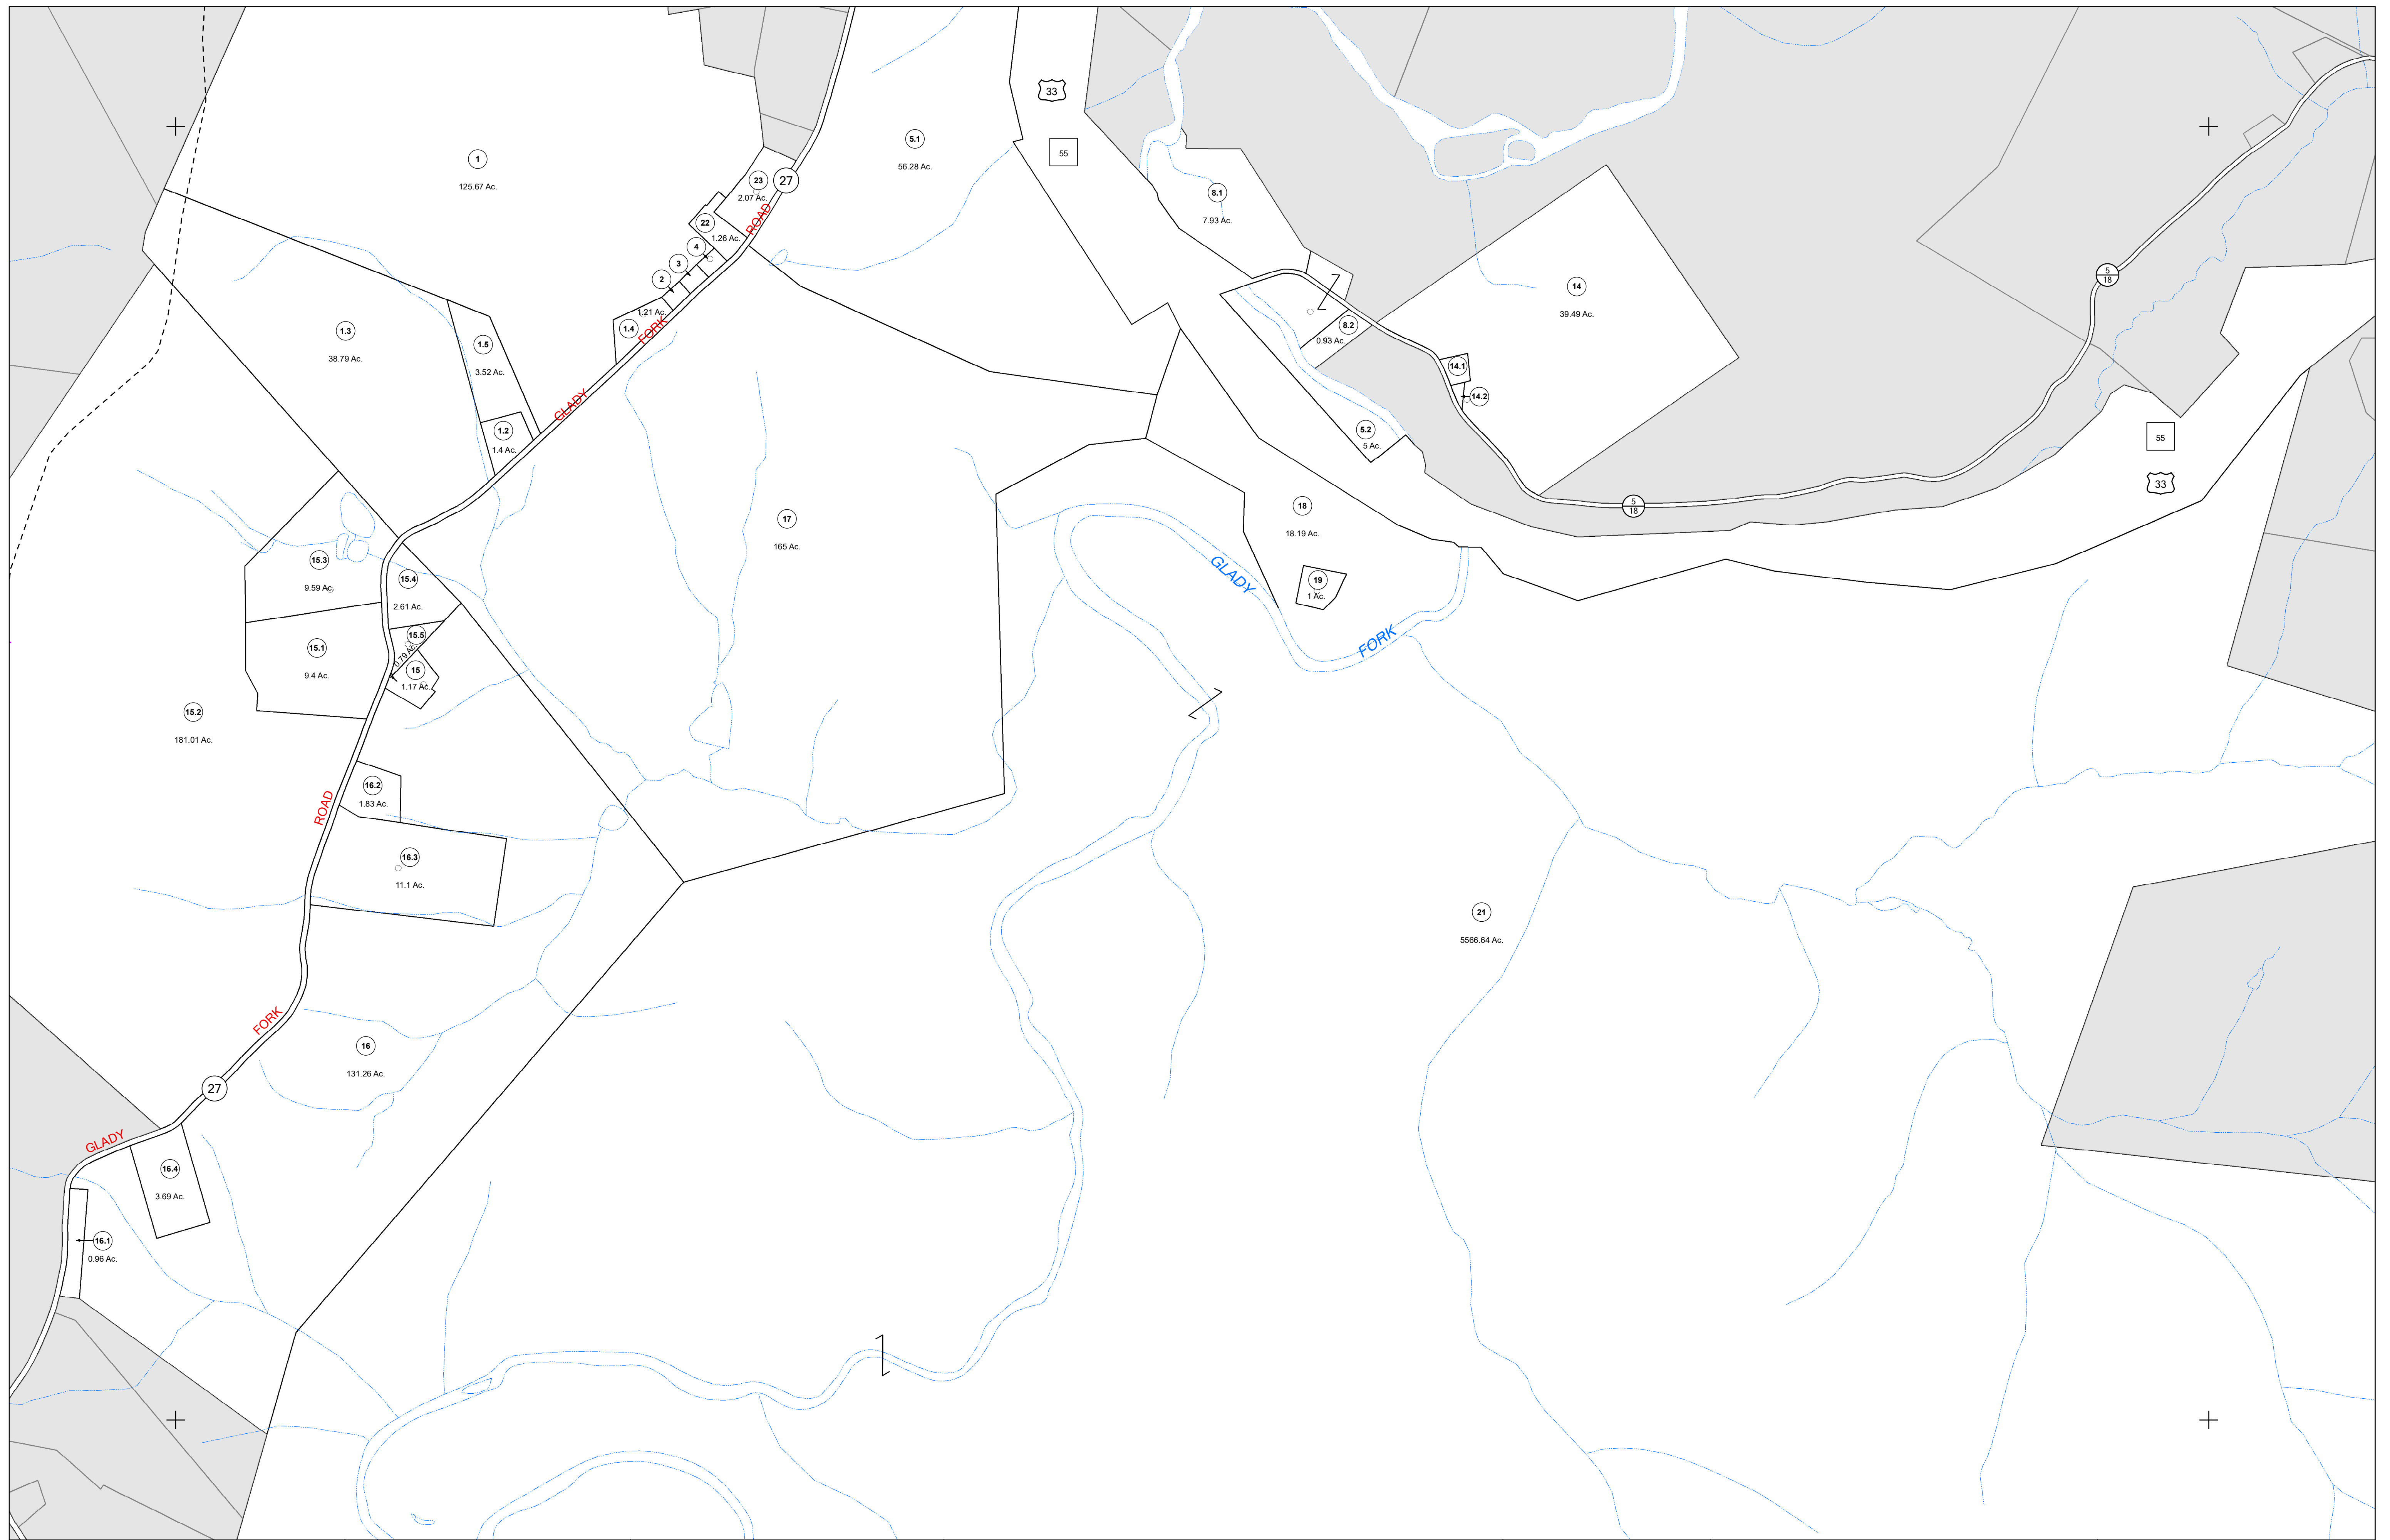 33
55
5.1
56.28 Ac.
1
125.67 Ac.
23
2.07 Ac.
27
ROAD
22
1.26 Ac.
4
3
2
1.21 Ac.
1.4
FORK
GLADY
8.1
7.93 Ac.
8.2
0.93 Ac.
14
39.49 Ac.
5
18
14.1
14.2
5.2
5 Ac.
55
33
1.3
38.79 Ac.
1.5
3.52 Ac.
1.2
1.4 Ac.
5
18
17
165 Ac.
18
18.19 Ac.
19
1 Ac.
GLADY
FORK
15.3
9.59 Ac.
15.4
2.61 Ac.
15.5
0.79 Ac.
15.1
9.4 Ac.
15
1.17 Ac.
15.2
181.01 Ac.
16.2
1.83 Ac.
ROAD
16.3
11.1 Ac.
21
5566.64 Ac.
FORK
16
131.26 Ac.
27
GLADY
16.4
3.69 Ac.
16.1
0.96 Ac.